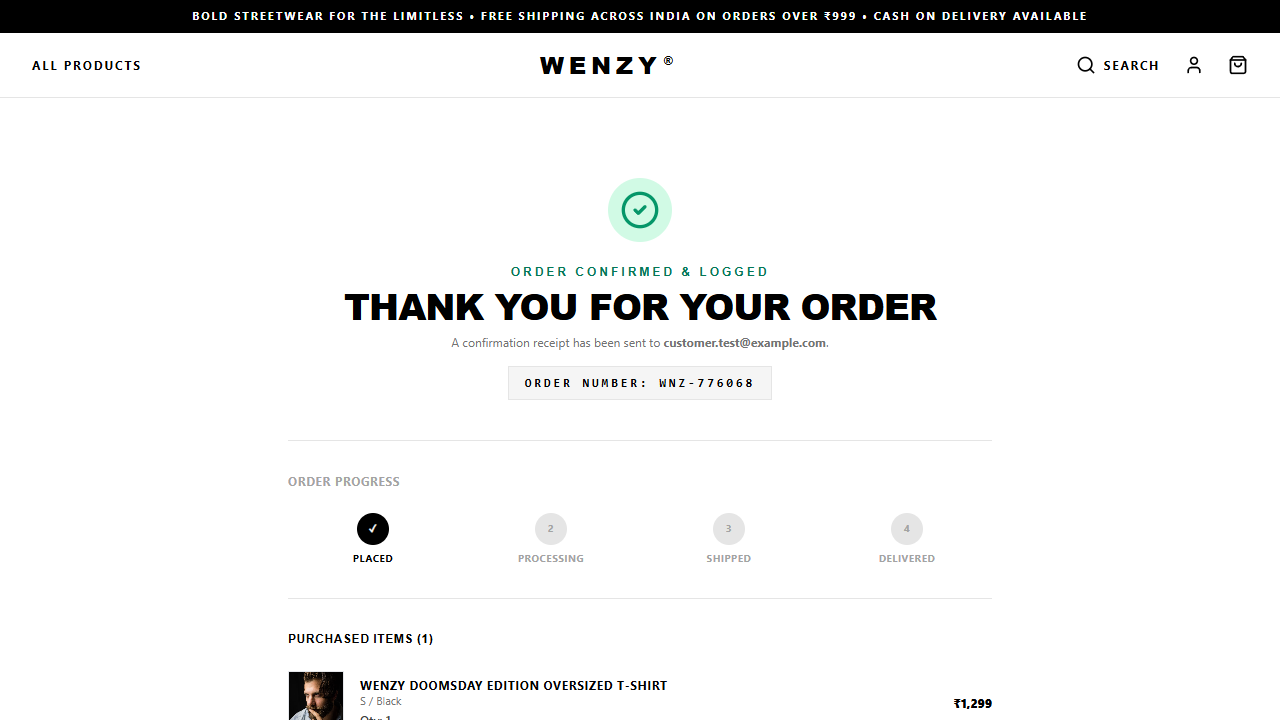 BOLD STREETWEAR FOR THE LIMITLESS • FREE SHIPPING ACROSS INDIA ON ORDERS OVER ₹999 • CASH ON DELIVERY AVAILABLE
ALL PRODUCTS
WENZY®
SEARCH
ORDER CONFIRMED & LOGGED
THANK YOU FOR YOUR ORDER
A confirmation receipt has been sent to customer.test@example.com.
ORDER NUMBER: WNZ-776068
ORDER PROGRESS
✓ 2 3 4
PLACED PROCESSING SHIPPED DELIVERED
PURCHASED ITEMS (1)
WENZY DOOMSDAY EDITION OVERSIZED T-SHIRT
S / Black
₹1,299
Qty: 1